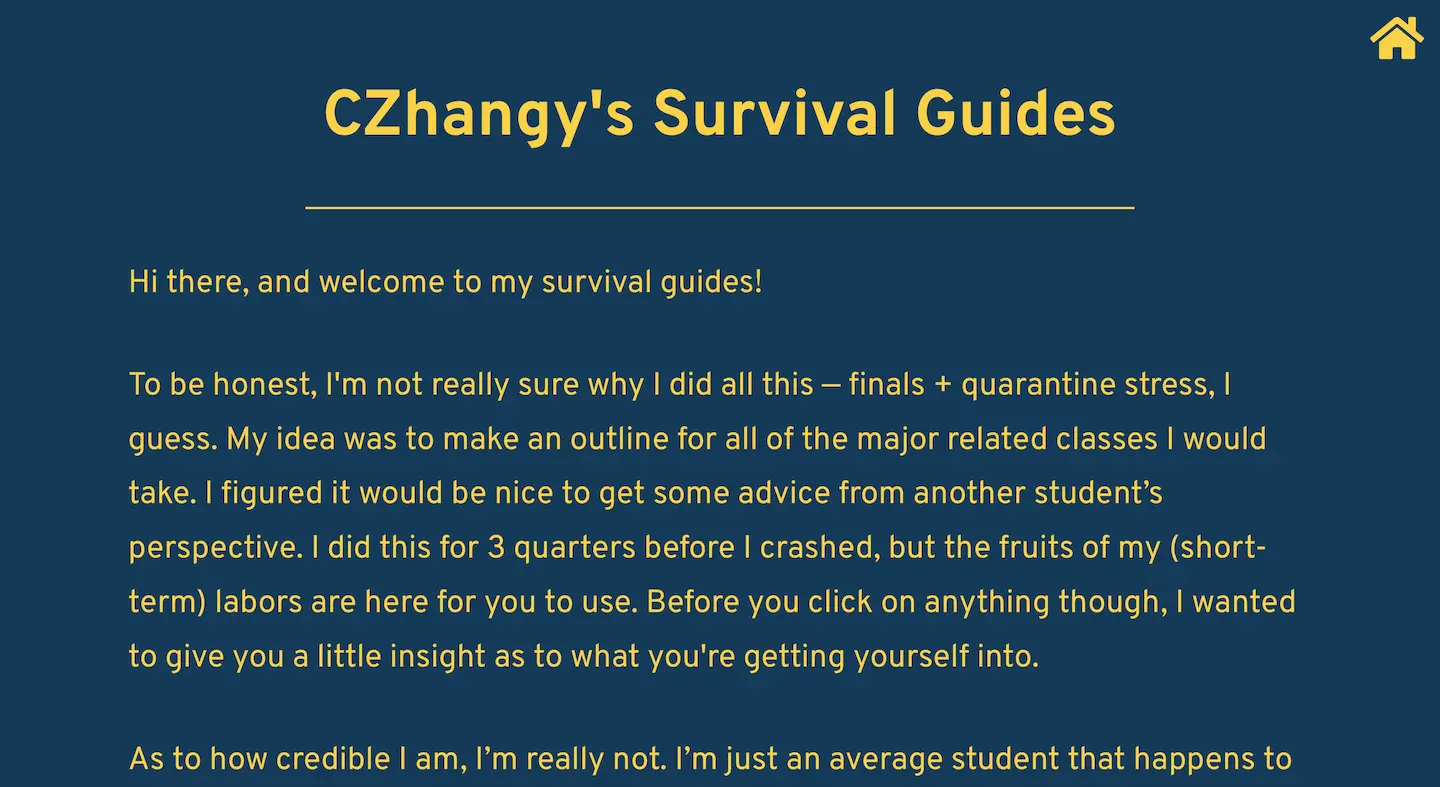 CZhangy's Survival Guides
Hi there, and welcome to my survival guides!
To be honest, I'm not really sure why I did all this — finals + quarantine stress, I
guess. My idea was to make an outline for all of the major related classes I would
take. I figured it would be nice to get some advice from another student’s
perspective. I did this for 3 quarters before I crashed, but the fruits of my (short-
term) labors are here for you to use. Before you click on anything though, I wanted
to give you a little insight as to what you're getting yourself into.
As to how credible I am, I’m really not. I’m just an average student that happens to